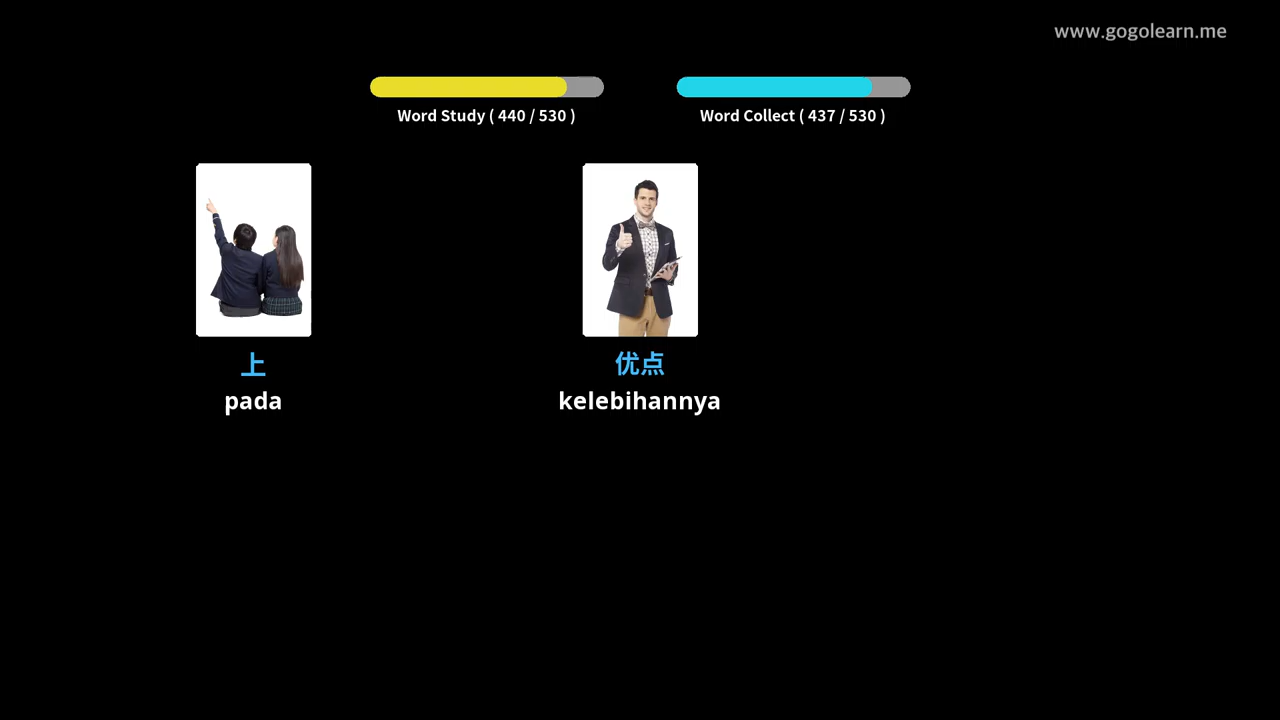 www.gogolearn.me
Word Study ( 440 / 530 )
Word Collect ( 437 / 530 )
上
pada
优点
kelebihannya